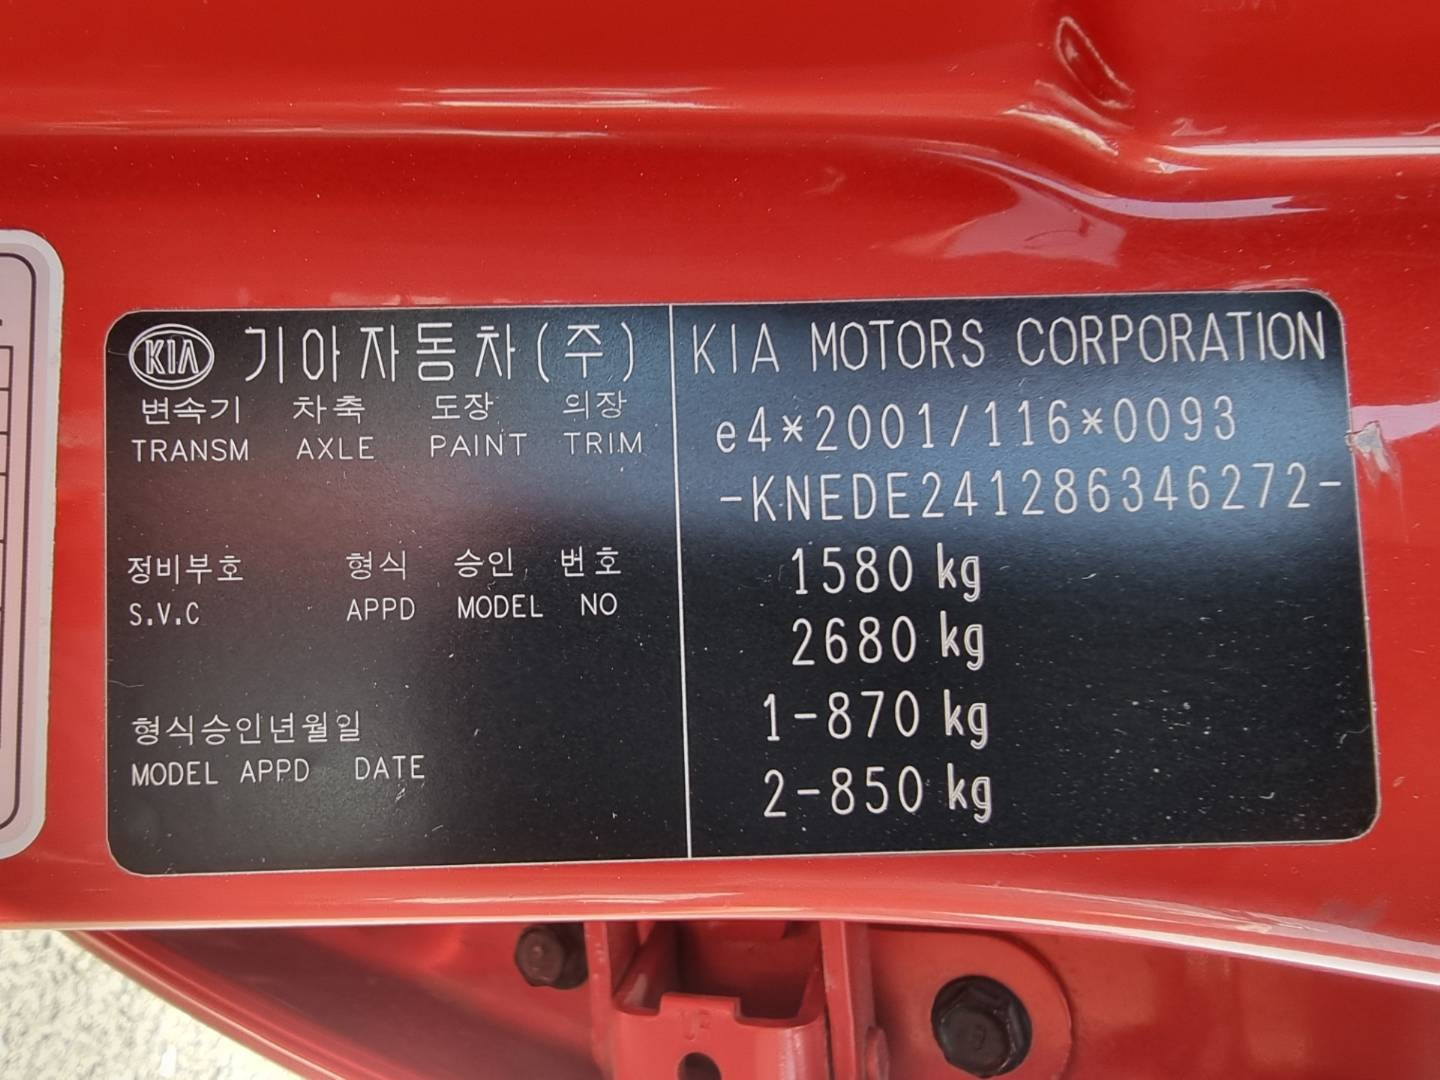 KIA 기아자동차(주)
변속기 차축 도장 의장
TRANSM AXLE PAINT TRIM
정비부호 형식 승인 번호
S.V.C APPD MODEL NO
형식승인년월일
MODEL APPD DATE
KIA MOTORS CORPORATION
e4*2001/116*0093
-KNEDE241286346272-
1580 kg
2680 kg
1-870 kg
2-850 kg